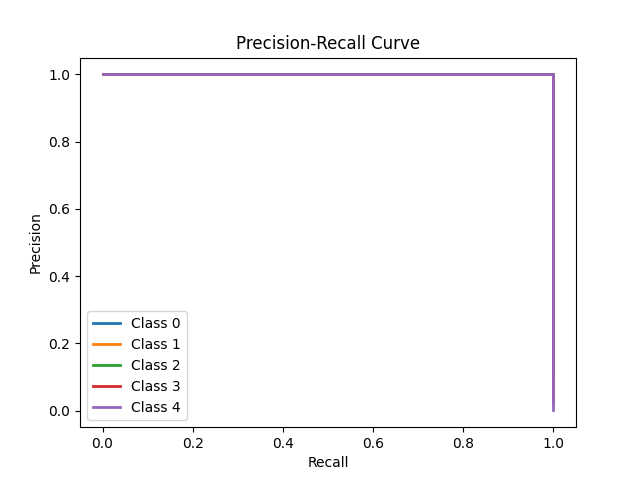 Precision-Recall Curve
1.0
0.8
0.6
0.4
0.2
0.0
Precision
Class 0
Class 1
Class 2
Class 3
Class 4
0.0 0.2 0.4 0.6 0.8 1.0
Recall